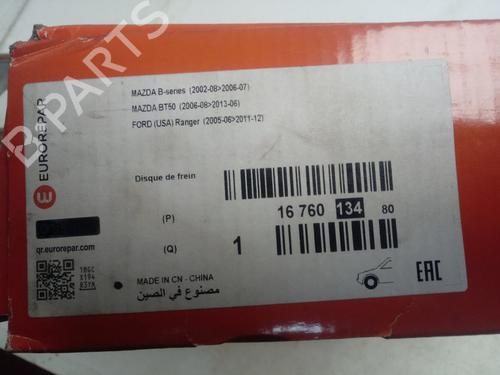 B-PARTS
MAZDA B-series (2002-08>2006-07)
MAZDA BT50 (2006-08>2013-06)
FORD (USA) Ranger (2005-06>2011-12)
EUROREPAR
Disque de frein
(P)
16 760 134 80
(Q)
1
qr.eurorepar.com
MADE IN CN - CHINA
مصنوع في الصين
EAC